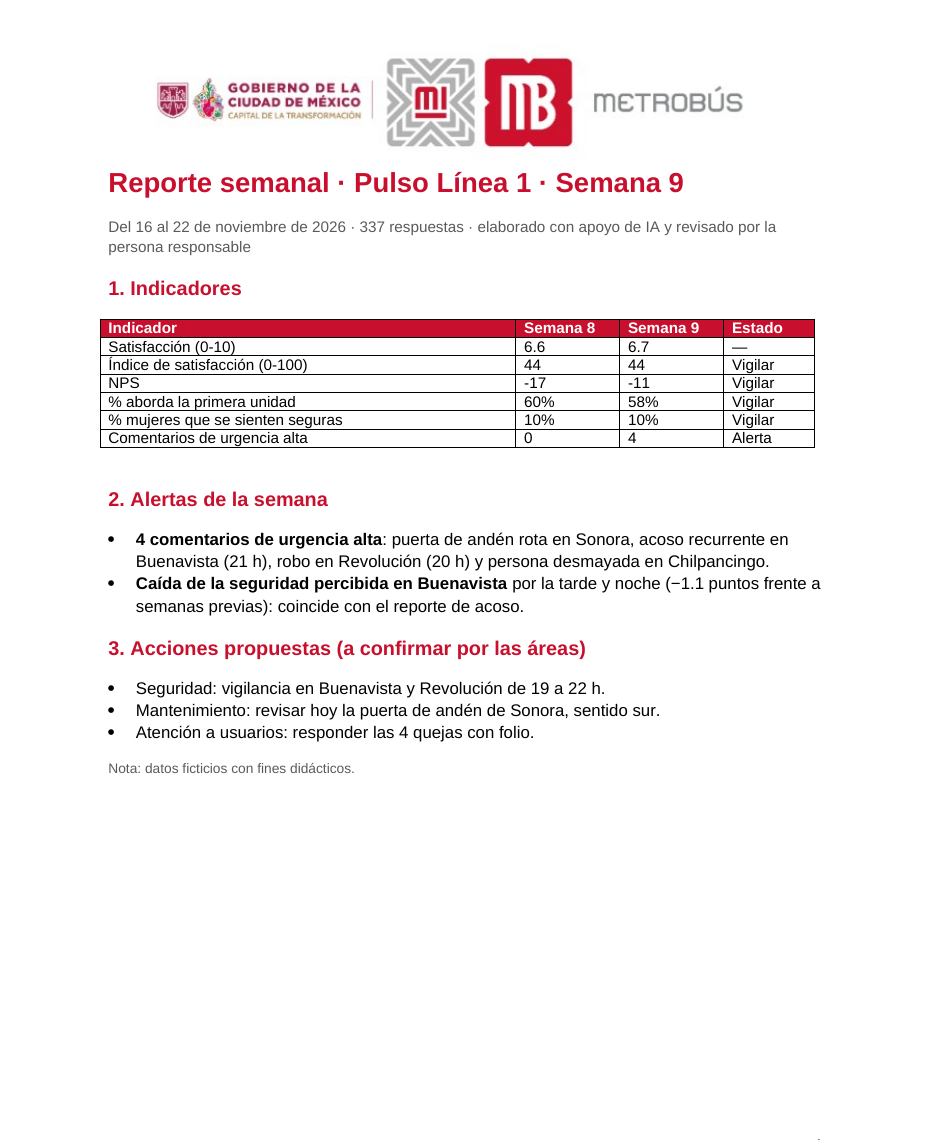 GOBIERNO DE LA
CIUDAD DE MÉXICO
CAPITAL DE LA TRANSFORMACIÓN
MI
MB
METROBÚS
Reporte semanal · Pulso Línea 1 · Semana 9
Del 16 al 22 de noviembre de 2026 · 337 respuestas · elaborado con apoyo de IA y revisado por la
persona responsable
1. Indicadores
Indicador Semana 8 Semana 9 Estado
Satisfacción (0-10) 6.6 6.7 —
Índice de satisfacción (0-100) 44 44 Vigilar
NPS -17 -11 Vigilar
% aborda la primera unidad 60% 58% Vigilar
% mujeres que se sienten seguras 10% 10% Vigilar
Comentarios de urgencia alta 0 4 Alerta
2. Alertas de la semana
• 4 comentarios de urgencia alta: puerta de andén rota en Sonora, acoso recurrente en
Buenavista (21 h), robo en Revolución (20 h) y persona desmayada en Chilpancingo.
• Caída de la seguridad percibida en Buenavista por la tarde y noche (−1.1 puntos frente a
semanas previas): coincide con el reporte de acoso.
3. Acciones propuestas (a confirmar por las áreas)
• Seguridad: vigilancia en Buenavista y Revolución de 19 a 22 h.
• Mantenimiento: revisar hoy la puerta de andén de Sonora, sentido sur.
• Atención a usuarios: responder las 4 quejas con folio.
Nota: datos ficticios con fines didácticos.